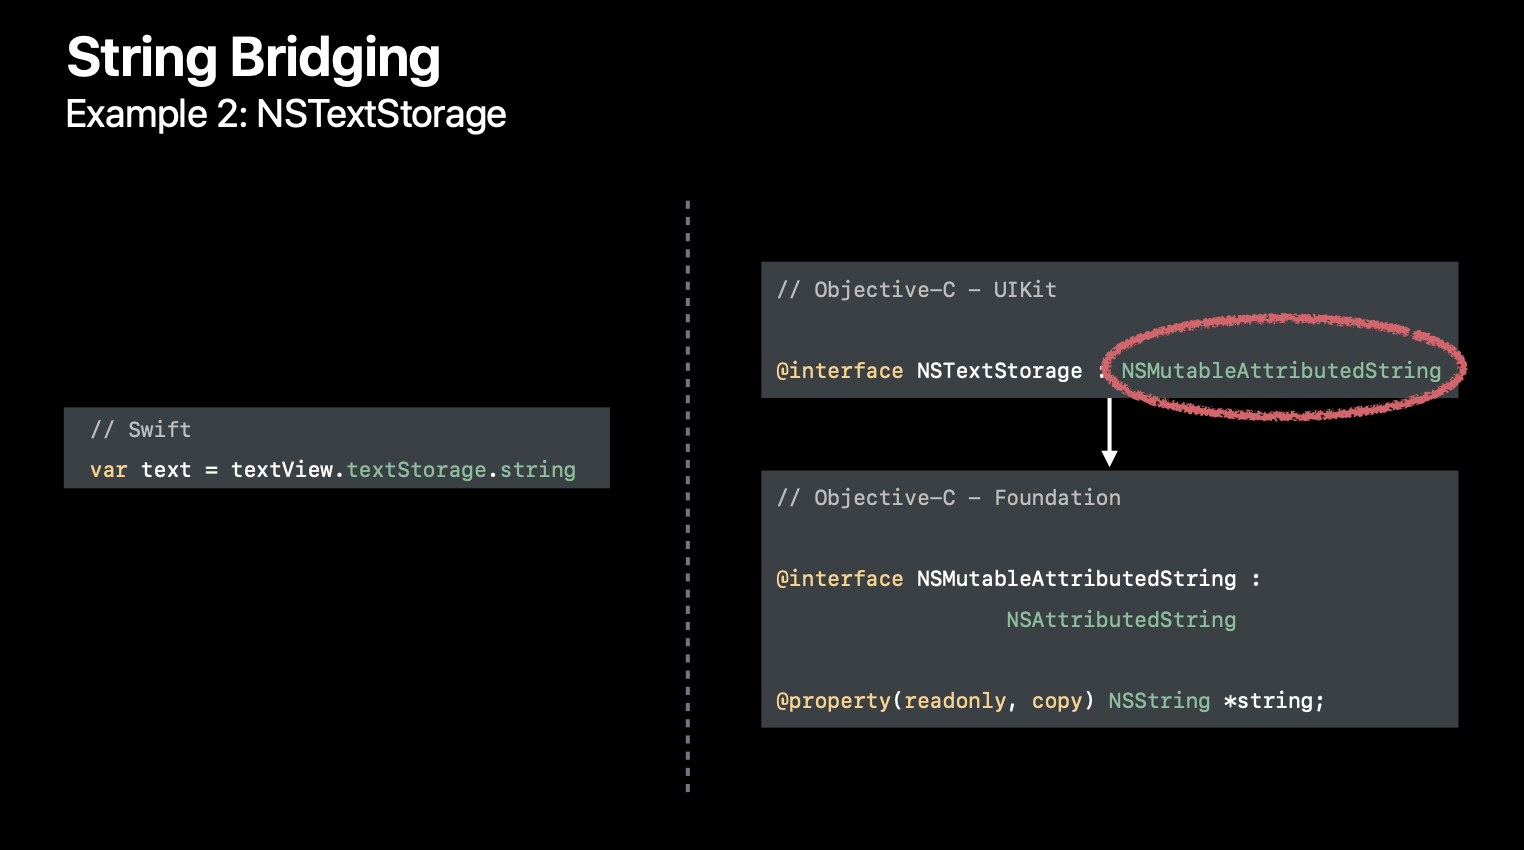 String Bridging
Example 2: NSTextStorage
// Swift
var text = textView.textStorage.string
// Objective-C - UIKit
@interface NSTextStorage : NSMutableAttributedString
// Objective-C - Foundation
@interface NSMutableAttributedString :
NSAttributedString
@property(readonly, copy) NSString *string;